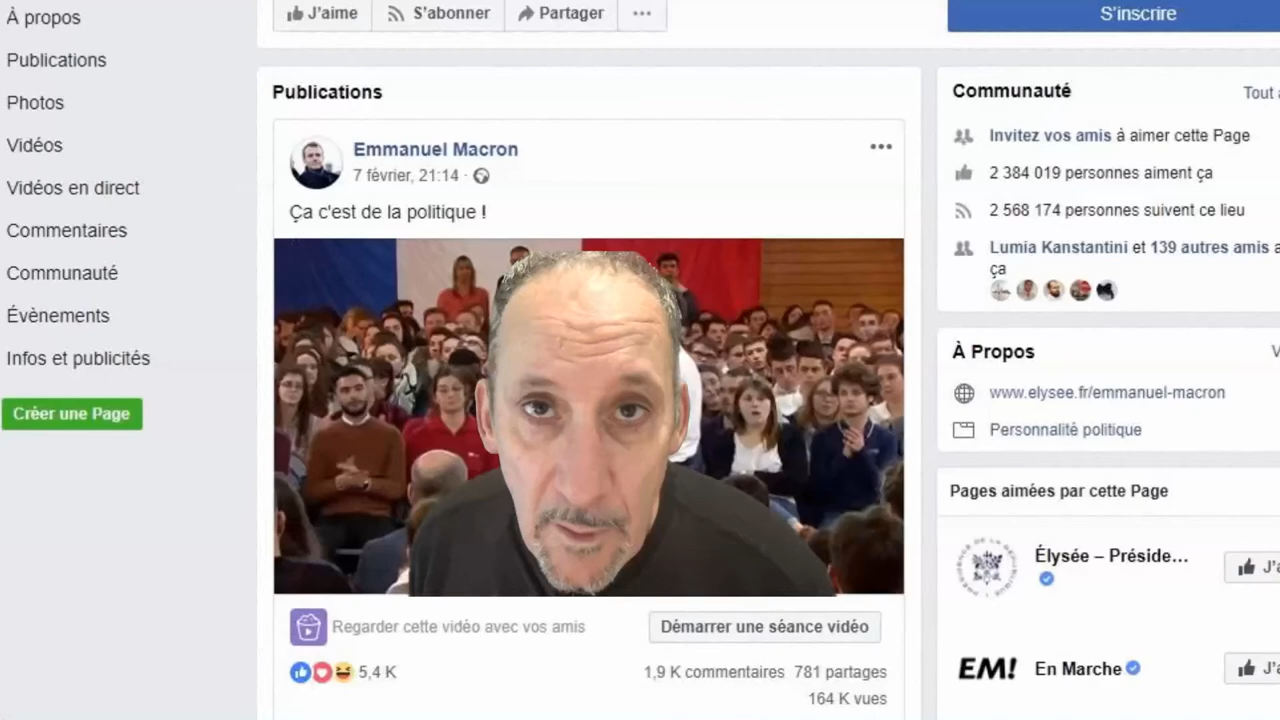 À propos
Publications
Photos
Vidéos
Vidéos en direct
Commentaires
Communauté
Évènements
Infos et publicités
Créer une Page
J'aime
S'abonner
Partager
S'inscrire
Publications
Emmanuel Macron
7 février, 21:14 ·
Ça c'est de la politique !
Regarder cette vidéo avec vos amis
Démarrer une séance vidéo
5,4 K
1,9 K commentaires 781 partages
164 K vues
Communauté
Tout
Invitez vos amis à aimer cette Page
2 384 019 personnes aiment ça
2 568 174 personnes suivent ce lieu
Lumia Kanstantini et 139 autres amis
ça
À Propos
www.elysee.fr/emmanuel-macron
Personnalité politique
Pages aimées par cette Page
Élysée – Préside...
J'a
EM!
En Marche
J'a